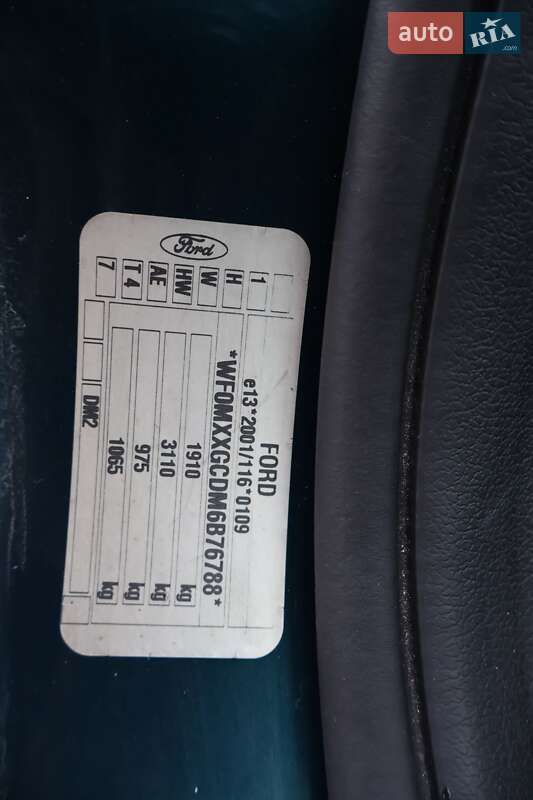 auto RIA
.com
Ford
FORD
e13*2001/116*0109
*WF0MXXGCDM6B76788*
1910 kg
3110 kg
975 kg
1065 kg
1
H
W
HW
AE
T 4
7
DM2